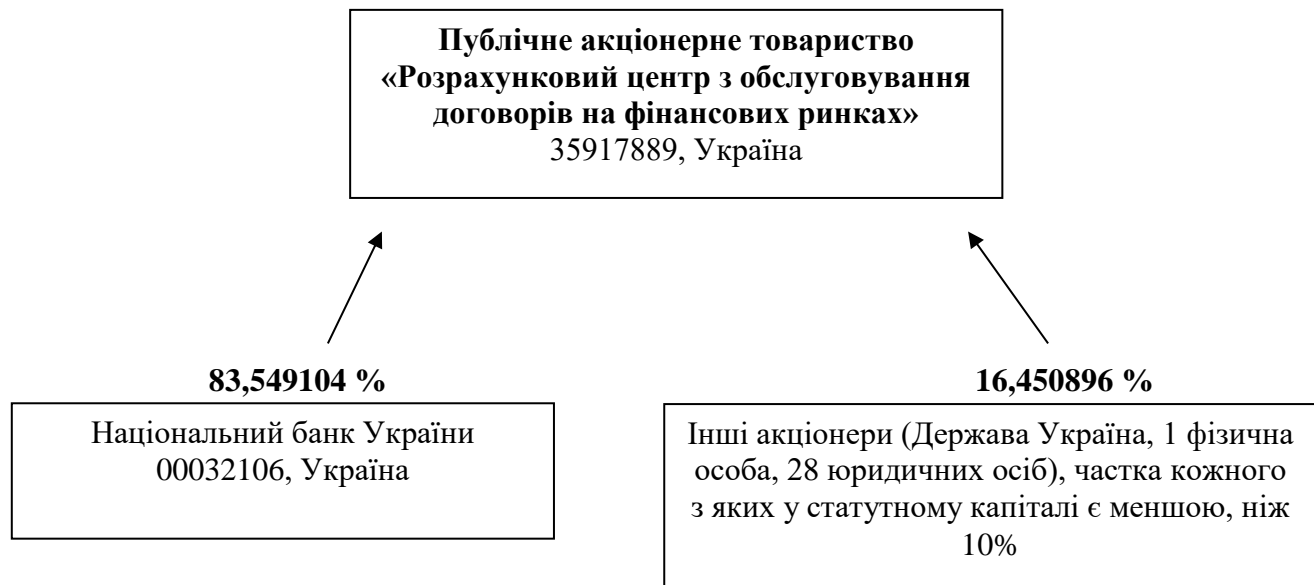 Публічне акціонерне товариство
«Розрахунковий центр з обслуговування
договорів на фінансових ринках»
35917889, Україна
83,549104 %
Національний банк України
00032106, Україна
16,450896 %
Інші акціонери (Держава Україна, 1 фізична
особа, 28 юридичних осіб), частка кожного
з яких у статутному капіталі є меншою, ніж
10%